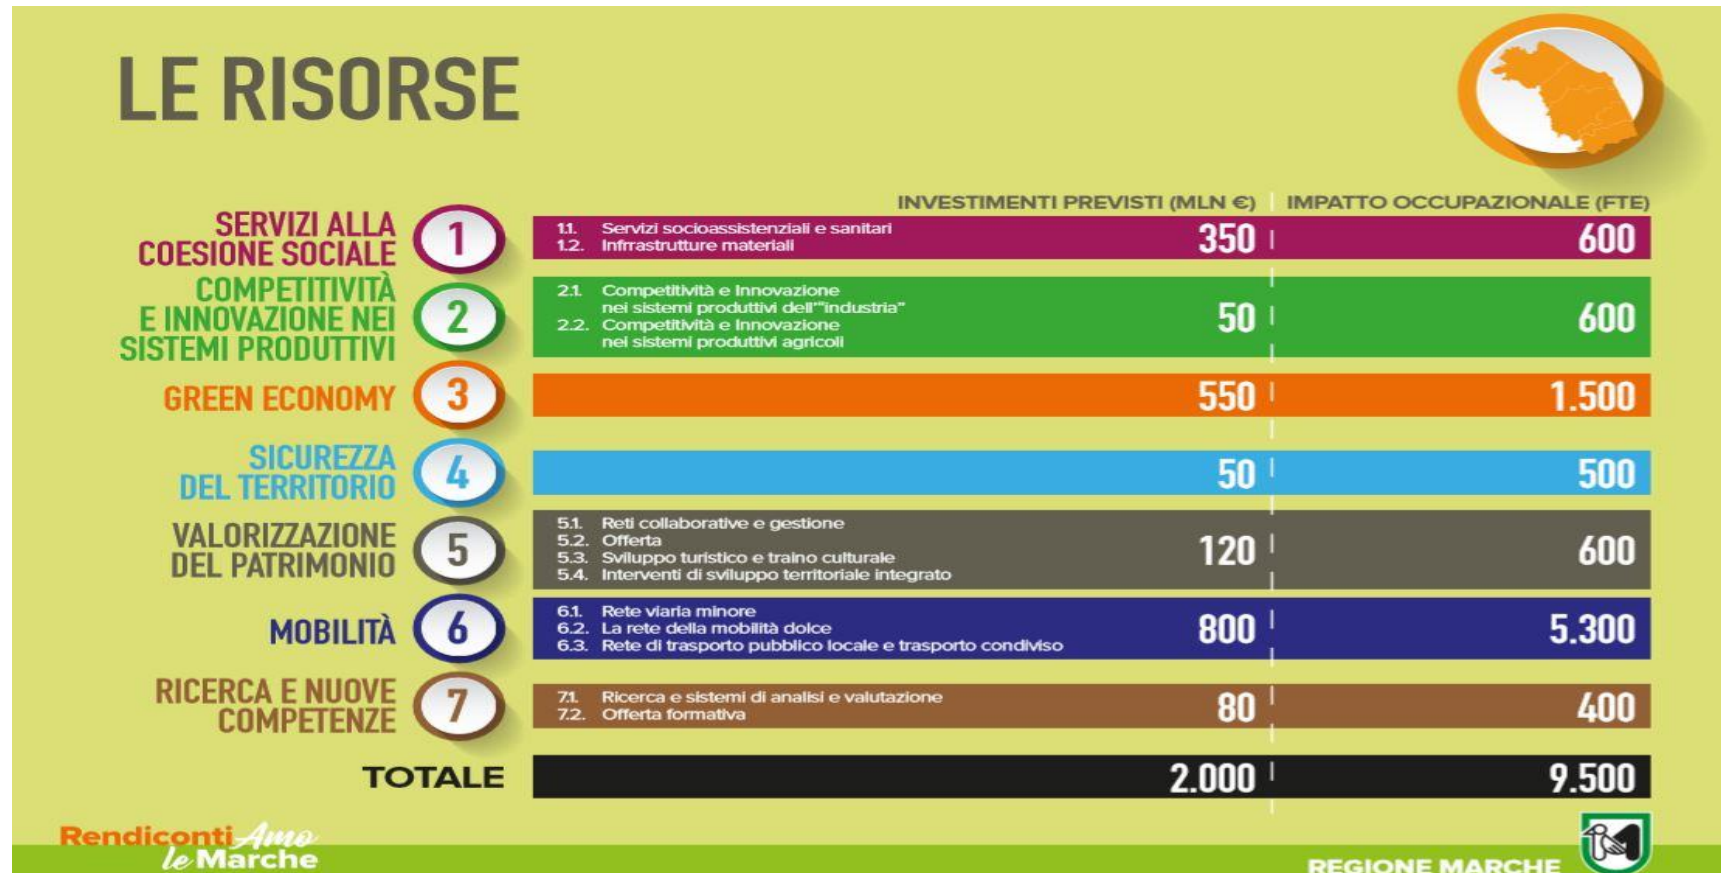 LE RISORSE
INVESTIMENTI PREVISTI (MLN €) IMPATTO OCCUPAZIONALE (FTE)
SERVIZI ALLA
COESIONE SOCIALE
1
1.1. Servizi socioassistenziali e sanitari
1.2. Infrrastrutture materiali
350
600
COMPETITIVITÀ
E INNOVAZIONE NEI
SISTEMI PRODUTTIVI
2
2.1. Competitività e Innovazione
nei sistemi produttivi dell'"industria"
2.2. Competitività e Innovazione
nei sistemi produttivi agricoli
50
600
GREEN ECONOMY
3
550
1.500
SICUREZZA
DEL TERRITORIO
4
50
500
VALORIZZAZIONE
DEL PATRIMONIO
5
5.1. Reti collaborative e gestione
5.2. Offerta
5.3. Sviluppo turistico e traino culturale
5.4. Interventi di sviluppo territoriale integrato
120
600
MOBILITÀ
6
6.1. Rete viaria minore
6.2. La rete della mobilità dolce
6.3. Rete di trasporto pubblico locale e trasporto condiviso
800
5.300
RICERCA E NUOVE
COMPETENZE
7
7.1. Ricerca e sistemi di analisi e valutazione
7.2. Offerta formativa
80
400
TOTALE
2.000
9.500
RendicontiAmo
le Marche
REGIONE MARCHE